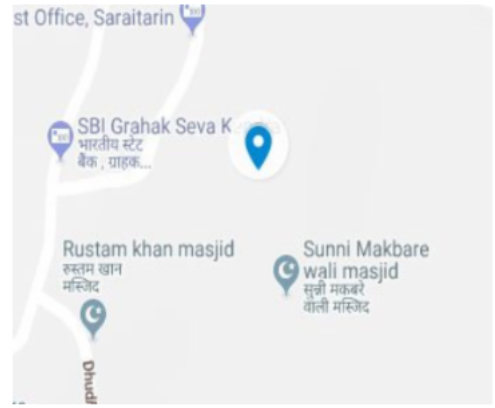 st Office, Saraitarin
SBI Grahak Seva K
भारतीय स्टेट
बैंक , ग्राहक...
Rustam khan masjid
रुस्तम खान
मस्जिद
Sunni Makbare
wali masjid
सुन्नी मकबरे
वाली मस्जिद
Dhudl